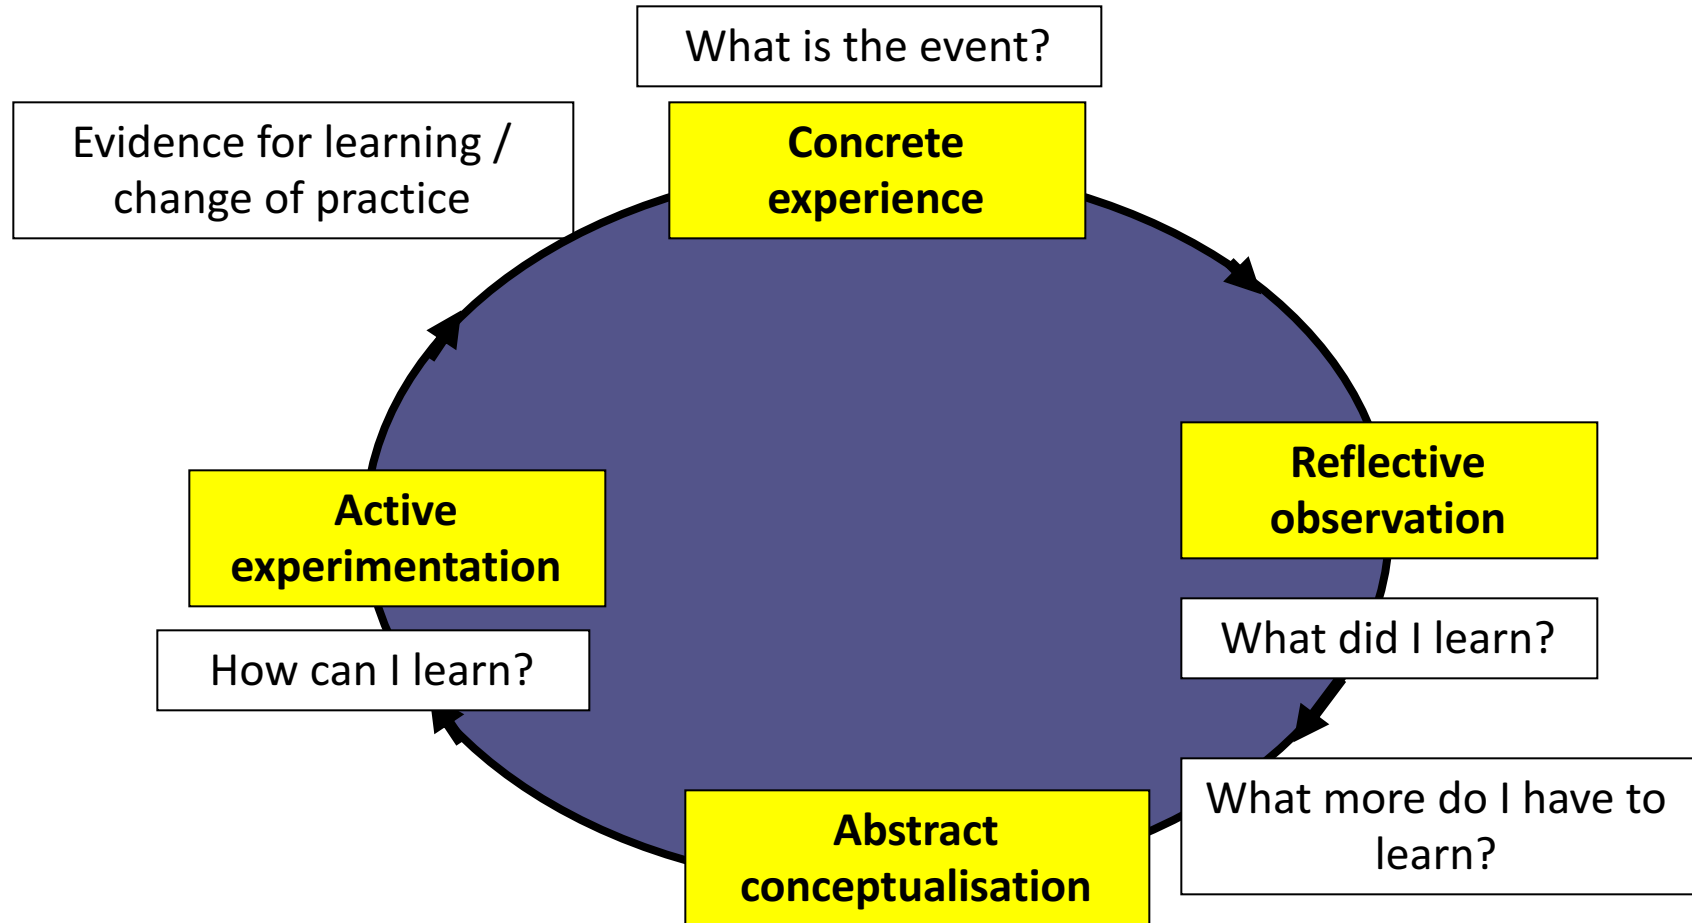 What is the event?
Concrete
experience
Evidence for learning /
change of practice
Reflective
observation
What did I learn?
What more do I have to
learn?
Abstract
conceptualisation
Active
experimentation
How can I learn?